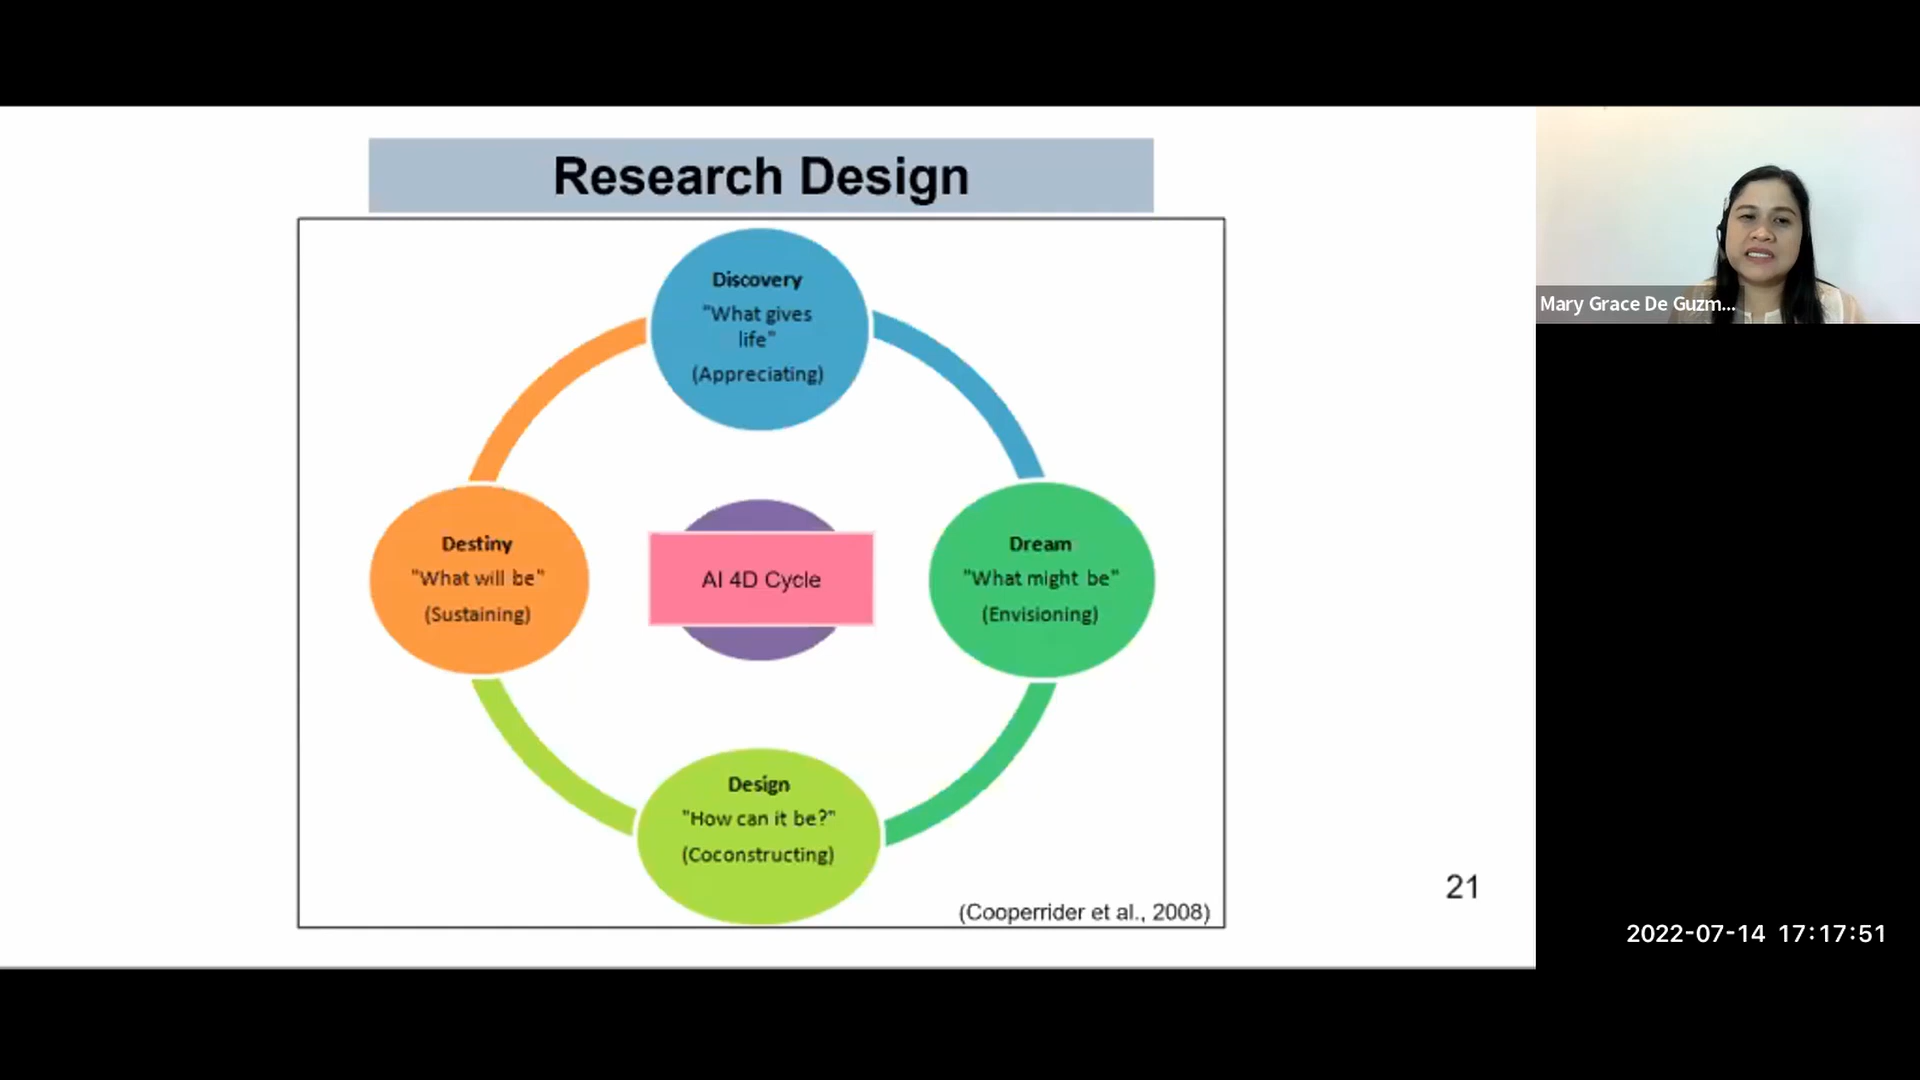 Research Design
Discovery
"What gives
life"
(Appreciating)
Destiny
"What will be"
(Sustaining)
AI 4D Cycle
Dream
"What might be"
(Envisioning)
Design
"How can it be?"
(Coconstructing)
(Cooperrider et al., 2008)
21
Mary Grace De Guzm...
2022-07-14 17:17:51